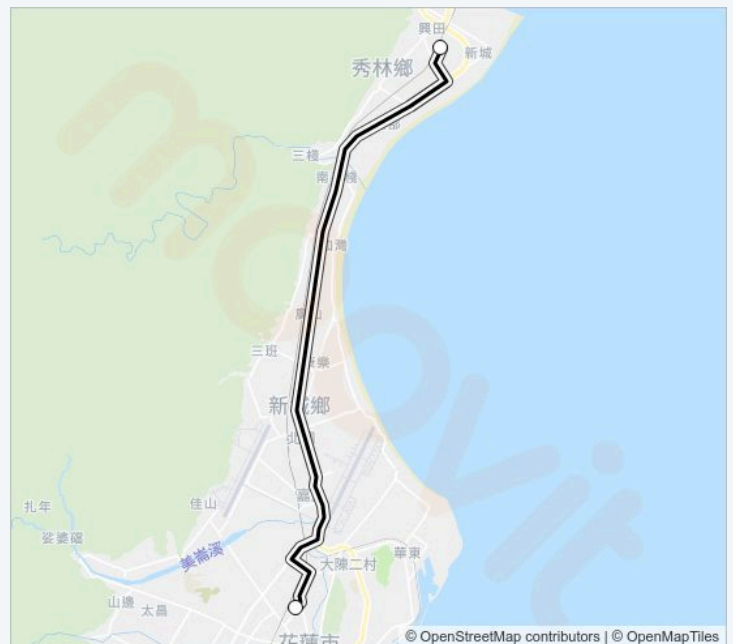 興田
新城
秀林鄉
三棧
三班
新城鄉
佳山
扎年
娑婆礑
美崙溪
大陳二村
華東
山邊
太昌
花蓮市
moovit
© OpenStreetMap contributors | © OpenMapTiles